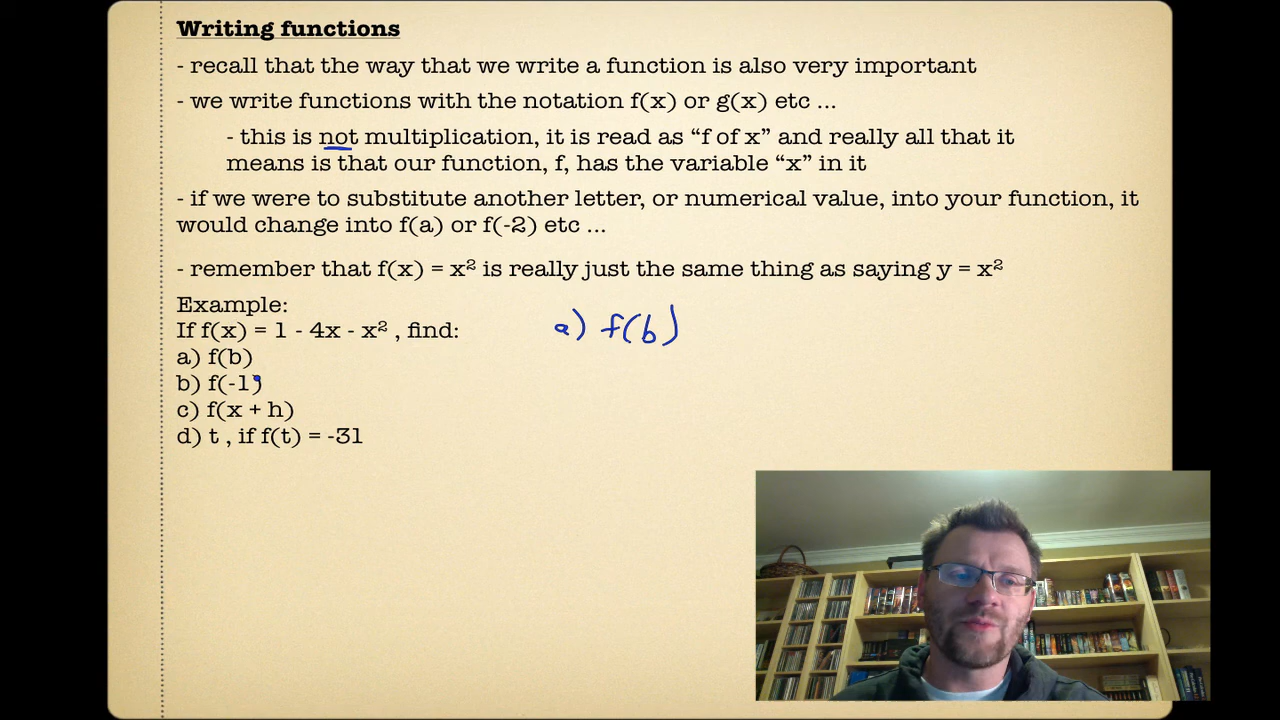 Writing functions
- recall that the way that we write a function is also very important
- we write functions with the notation f(x) or g(x) etc ...
- this is not multiplication, it is read as “f of x” and really all that it
means is that our function, f, has the variable “x” in it
- if we were to substitute another letter, or numerical value, into your function, it
would change into f(a) or f(-2) etc ...
- remember that f(x) = x² is really just the same thing as saying y = x²
Example:
If f(x) = 1 - 4x - x² , find:
a) f(b)
b) f(-1)
c) f(x + h)
d) t , if f(t) = -31
a) f(b)